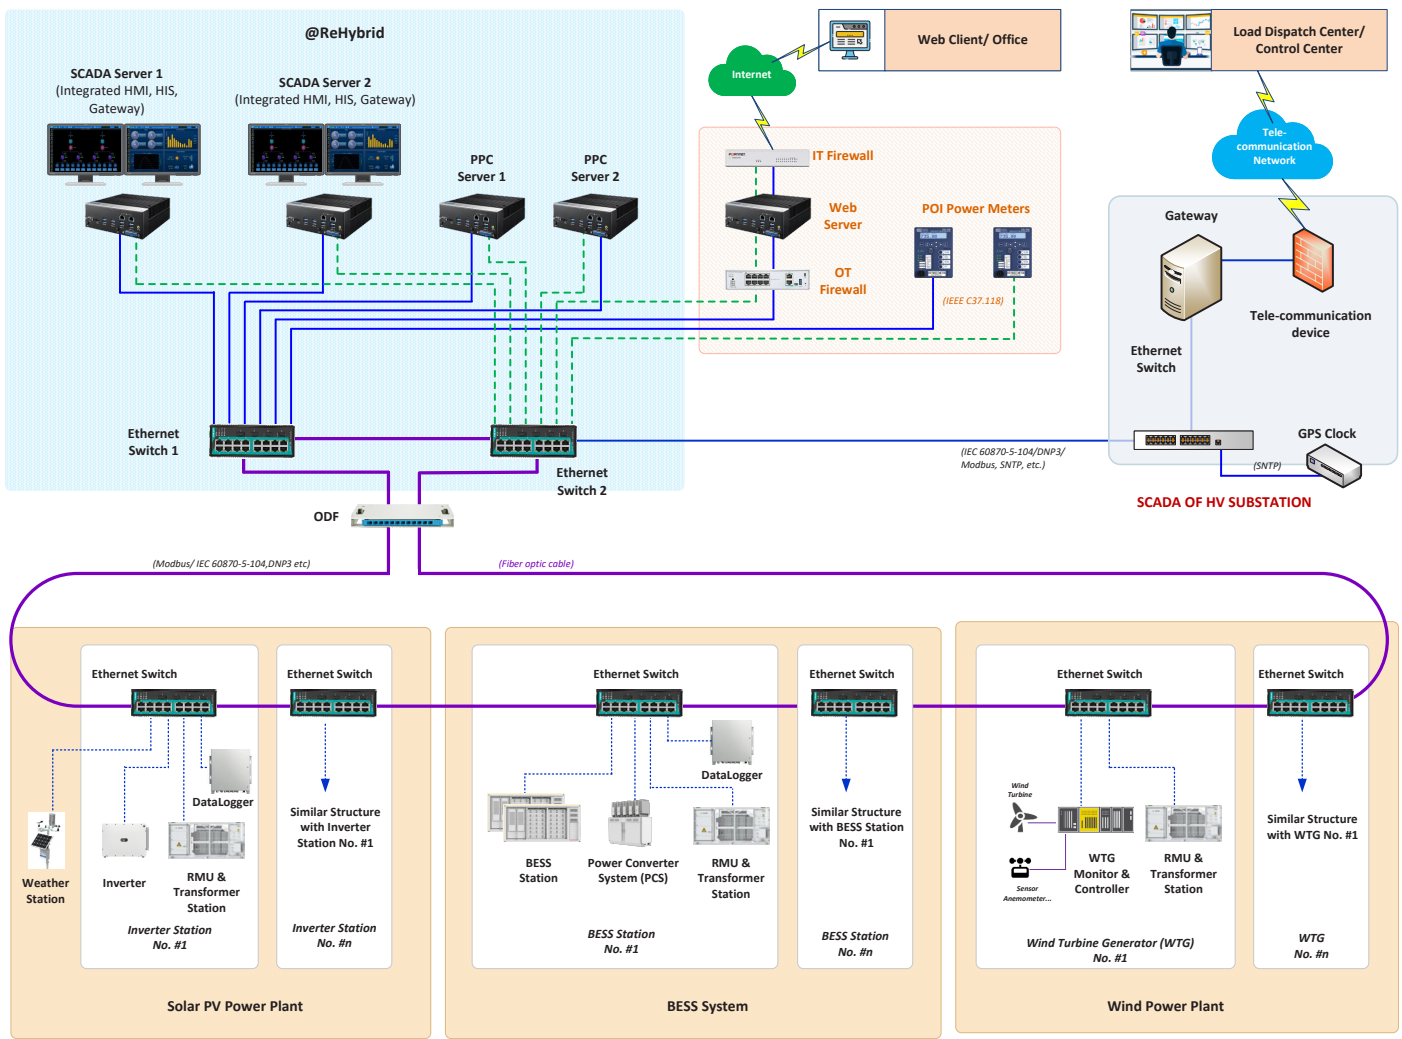 @ReHybrid
SCADA Server 1
(Integrated HMI, HIS,
Gateway)
SCADA Server 2
(Integrated HMI, HIS, Gateway)
PPC
Server 1
PPC
Server 2
Internet
Web Client/ Office
Load Dispatch Center/
Control Center
Tele-
communication
Network
IT Firewall
Web
Server
OT
Firewall
POI Power Meters
(IEEE C37.118)
Gateway
Tele-communication
device
Ethernet
Switch
GPS Clock
(SNTP)
(IEC 60870-5-104/DNP3/
Modbus, SNTP, etc.)
SCADA OF HV SUBSTATION
Ethernet
Switch 1
Ethernet
Switch 2
ODF
(Modbus/ IEC 60870-5-104,DNP3 etc)
(Fiber optic cable)
Ethernet Switch
DataLogger
Weather
Station
Inverter
RMU &
Transformer
Station
Inverter Station
No. #1
Ethernet Switch
Similar Structure
with Inverter
Station No. #1
Inverter Station
No. #n
Solar PV Power Plant
Ethernet Switch
DataLogger
BESS
Station
Power Converter
System (PCS)
RMU &
Transformer
Station
BESS Station
No. #1
Ethernet Switch
Similar Structure
with BESS Station
No. #1
BESS Station
No. #n
BESS System
Ethernet Switch
Wind
Turbine
Sensor
Anemometer...
WTG
Monitor &
Controller
RMU &
Transformer
Station
Wind Turbine Generator (WTG)
No. #1
Ethernet Switch
Similar Structure
with WTG No. #1
WTG
No. #n
Wind Power Plant